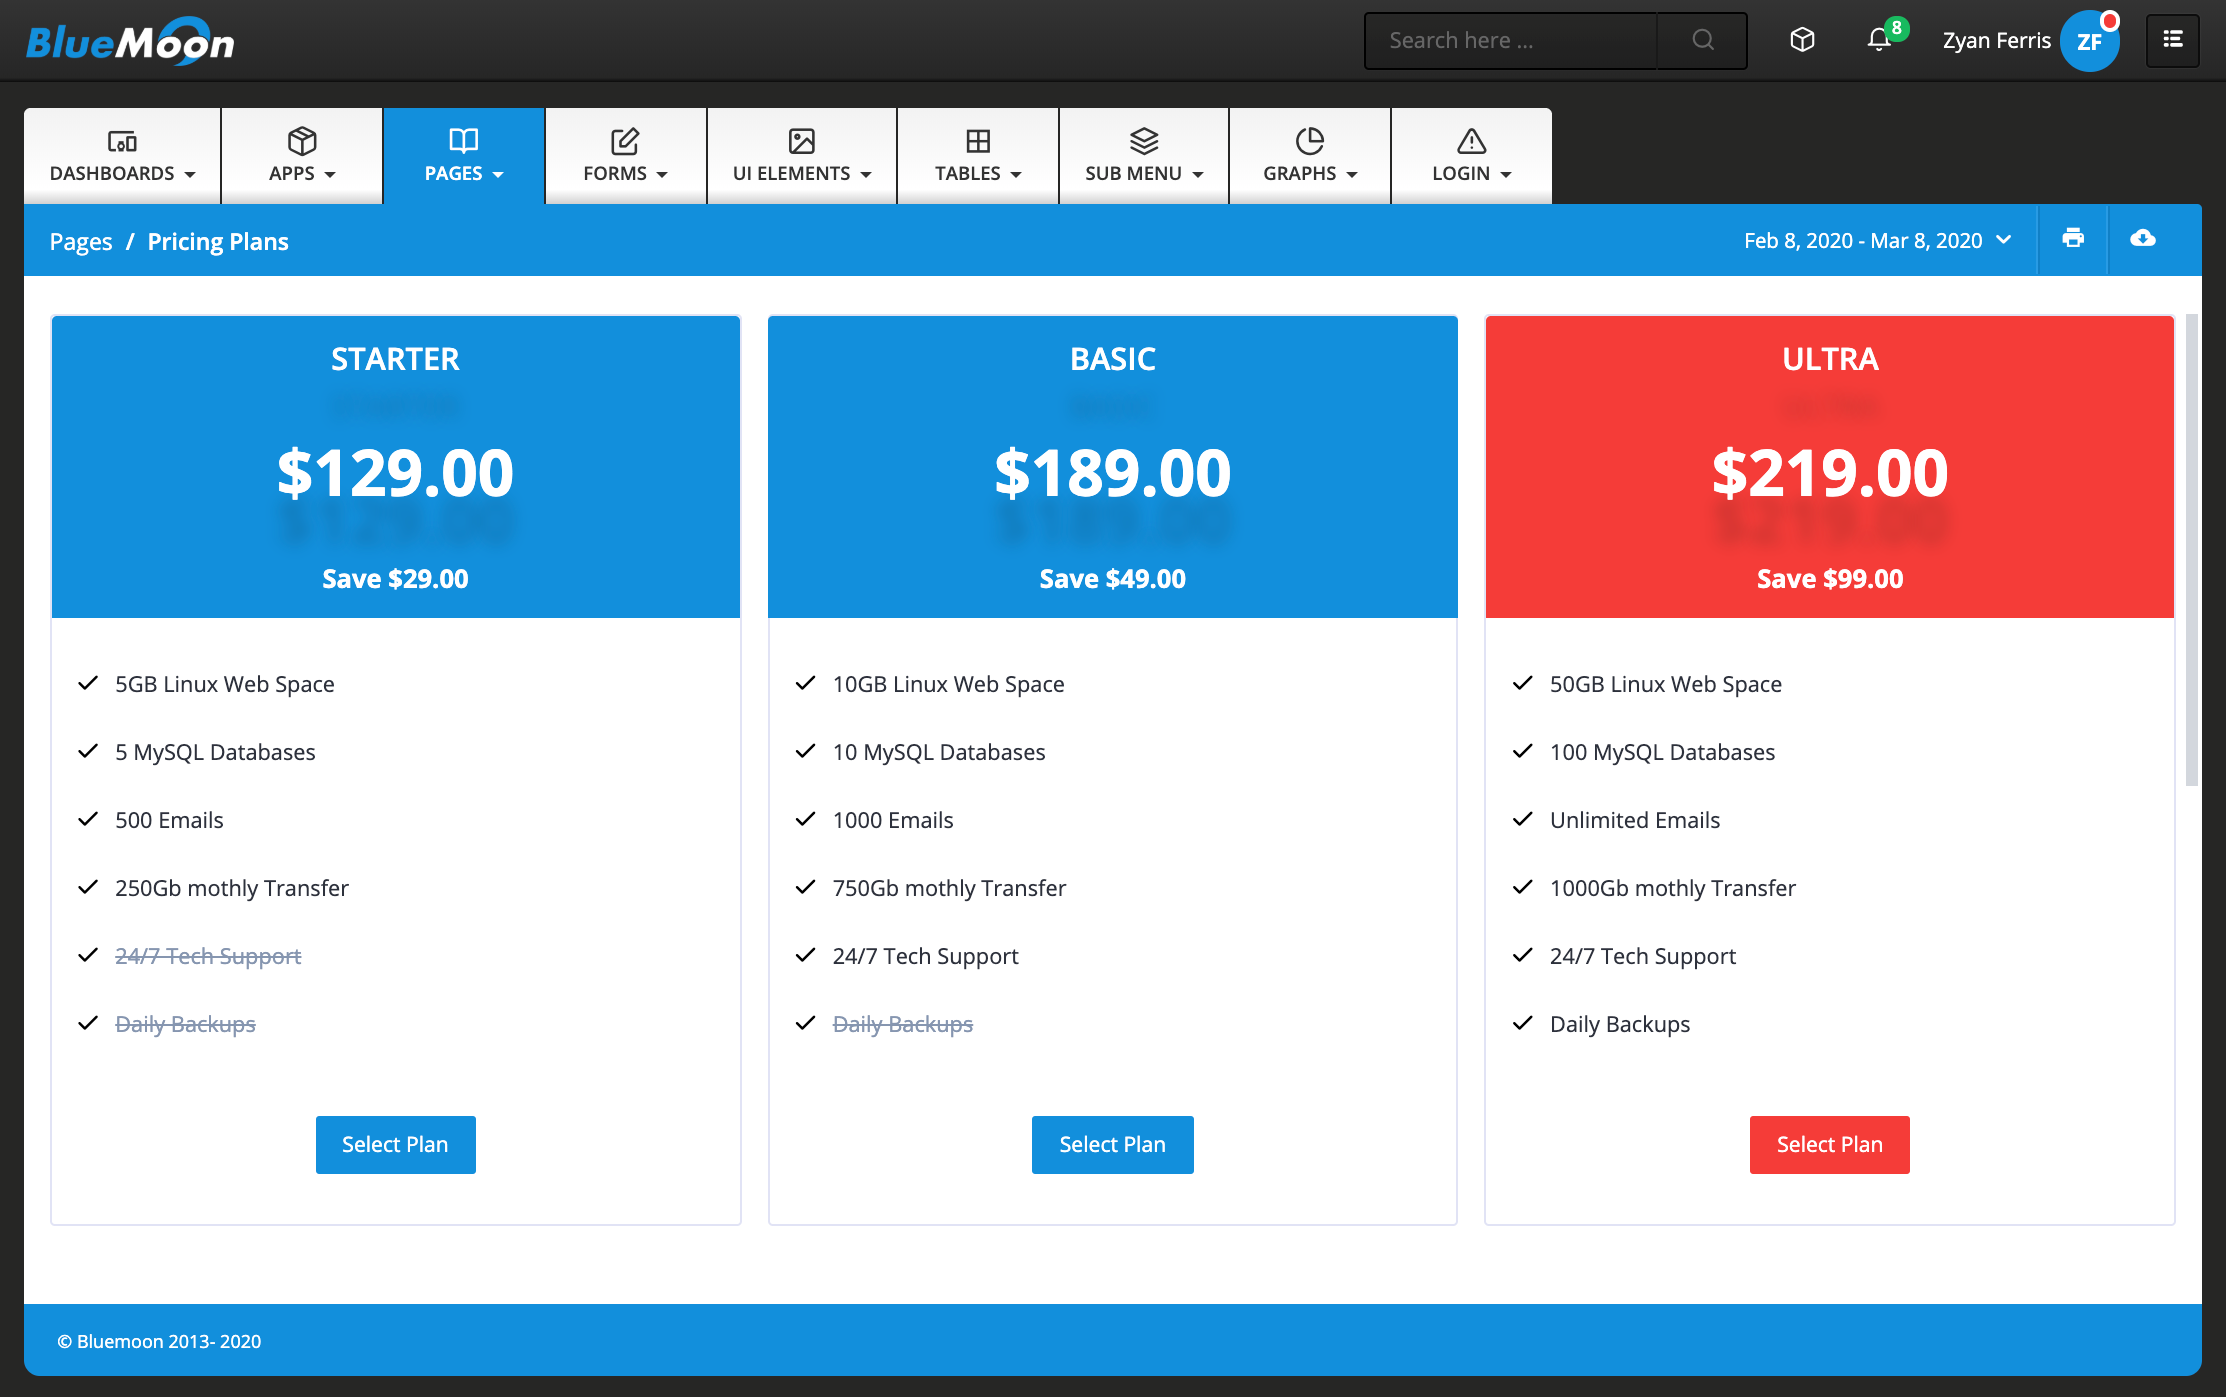 BlueMoon
Search here ...
8
Zyan Ferris
ZF
DASHBOARDS
APPS
PAGES
FORMS
UI ELEMENTS
TABLES
SUB MENU
GRAPHS
LOGIN
Pages / Pricing Plans
Feb 8, 2020 - Mar 8, 2020
STARTER
$129.00
Save $29.00
5GB Linux Web Space
5 MySQL Databases
500 Emails
250Gb mothly Transfer
24/7 Tech Support
Daily Backups
Select Plan
BASIC
$189.00
Save $49.00
10GB Linux Web Space
10 MySQL Databases
1000 Emails
750Gb mothly Transfer
24/7 Tech Support
Daily Backups
Select Plan
ULTRA
$219.00
Save $99.00
50GB Linux Web Space
100 MySQL Databases
Unlimited Emails
1000Gb mothly Transfer
24/7 Tech Support
Daily Backups
Select Plan
© Bluemoon 2013- 2020